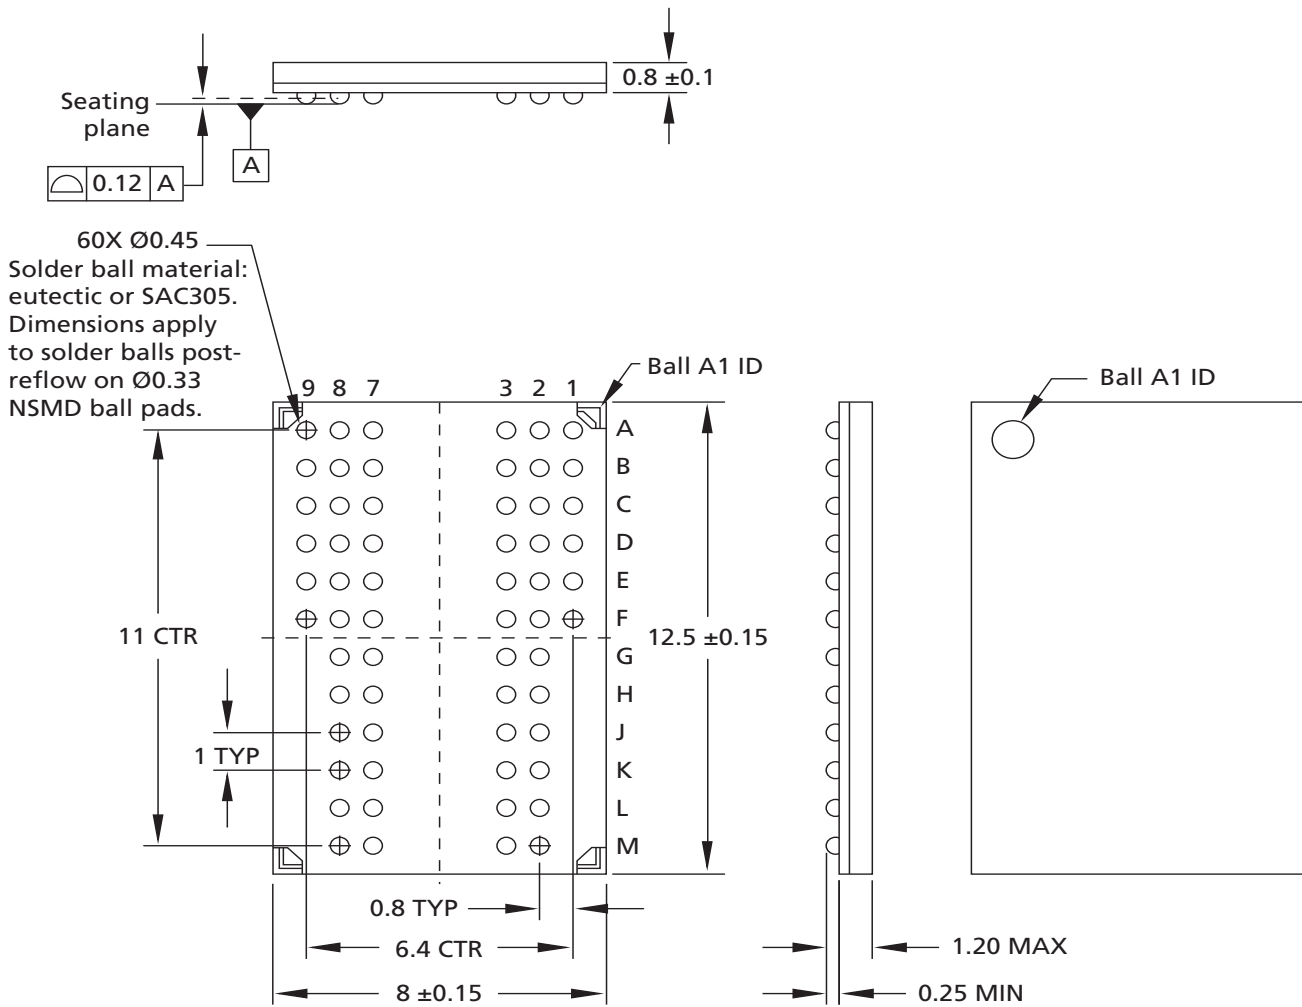 0.8 ±0.1
Seating
plane
A
0.12 A
60X Ø0.45
Solder ball material:
eutectic or SAC305.
Dimensions apply
to solder balls post-
reflow on Ø0.33
NSMD ball pads.
Ball A1 ID
Ball A1 ID
9 8 7 3 2 1
A
B
C
D
E
F
11 CTR
12.5 ±0.15
G
H
J
1 TYP
K
L
M
0.8 TYP
6.4 CTR
1.20 MAX
8 ±0.15
0.25 MIN